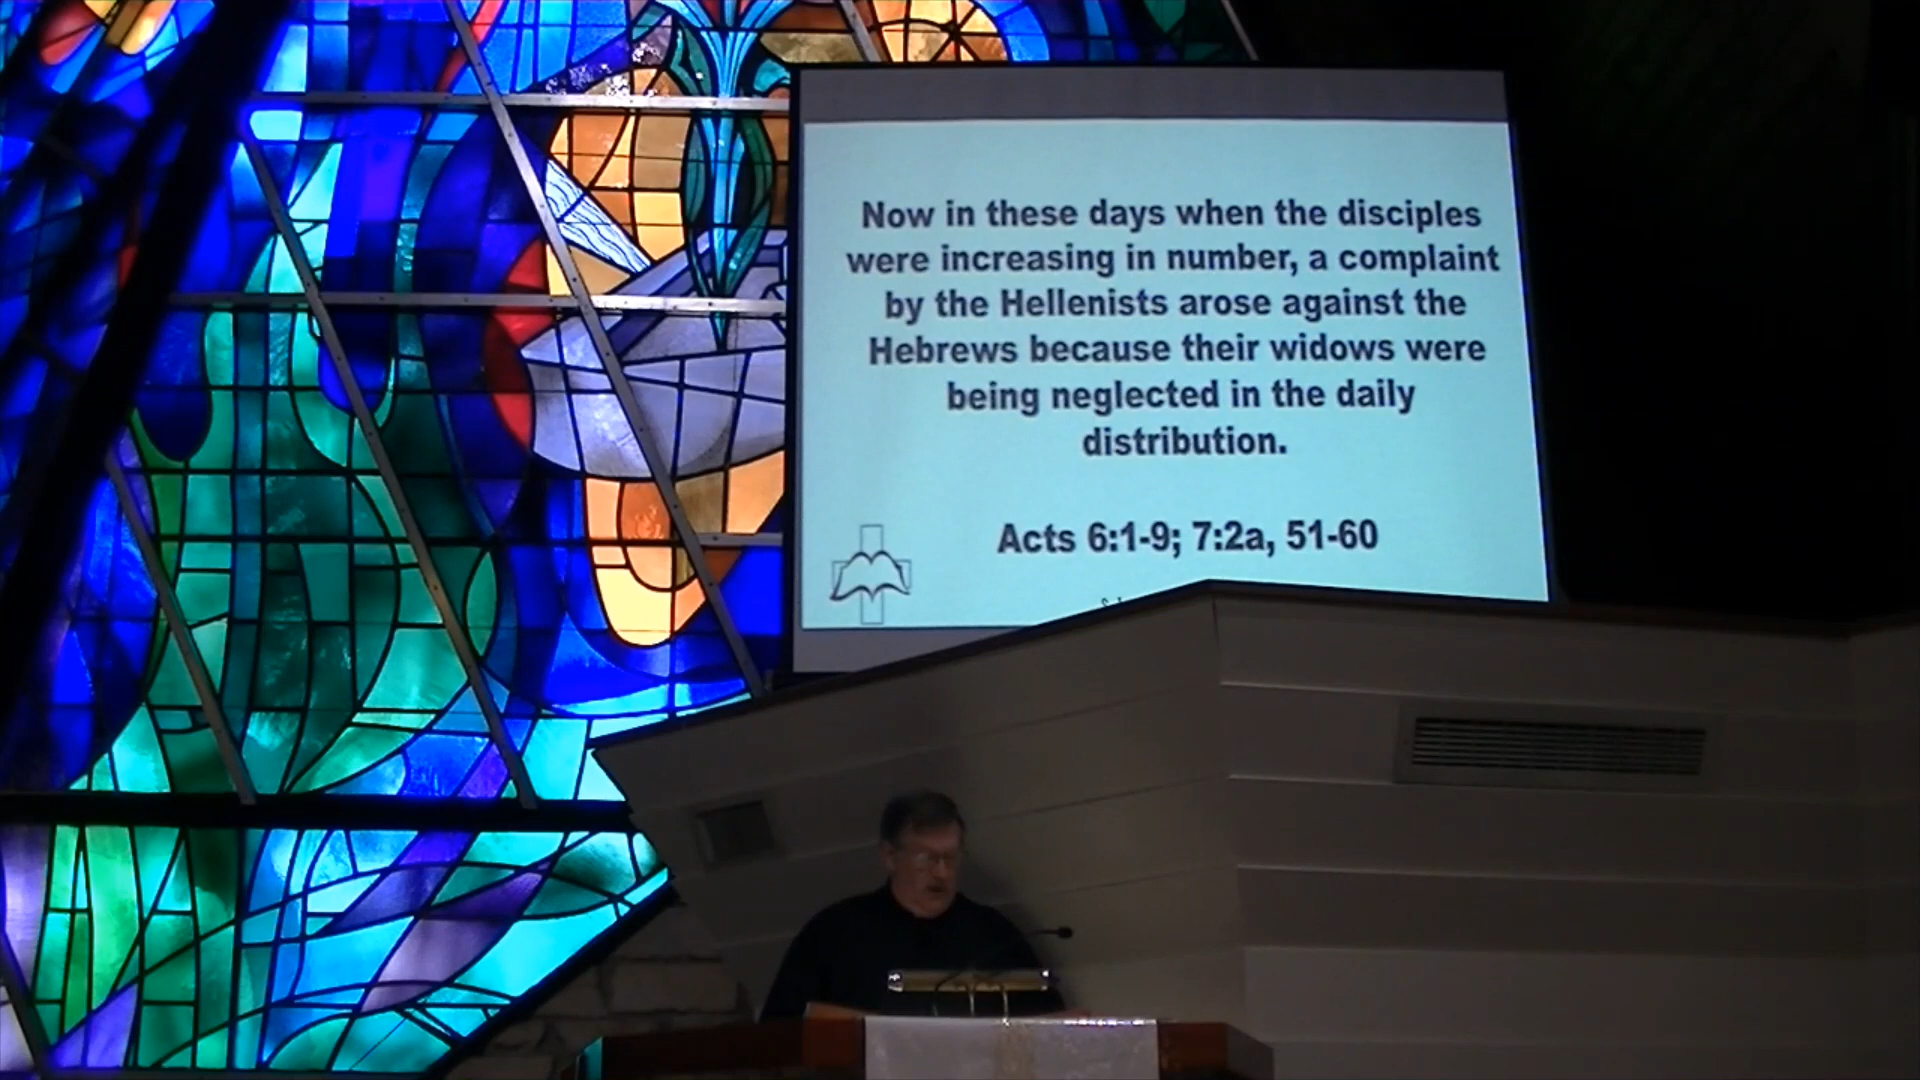 Now in these days when the disciples
were increasing in number, a complaint
by the Hellenists arose against the
Hebrews because their widows were
being neglected in the daily
distribution.
Acts 6:1-9; 7:2a, 51-60